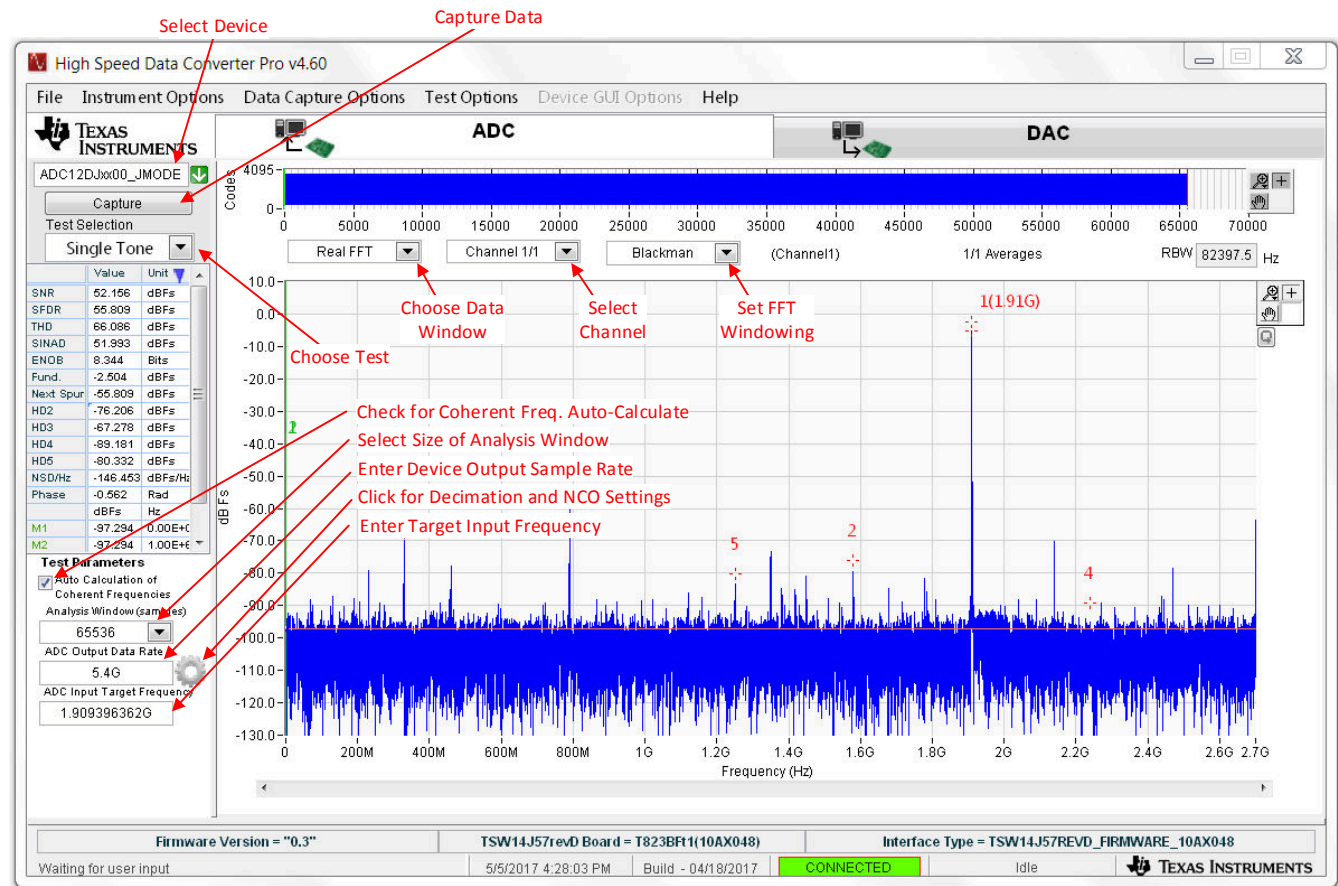 Select Device
Capture Data
High Speed Data Converter Pro v4.60
File Instrument Options Data Capture Options Test Options Device GUI Options Help
TEXAS INSTRUMENTS
ADC
DAC
ADC12DJxx00_JMODE
Capture
Test Selection
Single Tone
Codes
4095
0
0 5000 10000 15000 20000 25000 30000 35000 40000 45000 50000 55000 60000 65000 70000
Real FFT
Channel 1/1
Blackman
(Channel1)
1/1 Averages
RBW 82397.5 Hz
Choose Data Window
Select Channel
Set FFT Windowing
Choose Test
Value Unit
SNR 52.156 dBFs
SFDR 55.809 dBFs
THD 66.086 dBFs
SINAD 51.993 dBFs
ENOB 8.344 Bits
Fund. -2.504 dBFs
Next Spur -55.809 dBFs
HD2 -76.206 dBFs
HD3 -67.278 dBFs
HD4 -89.181 dBFs
HD5 -80.332 dBFs
NSD/Hz -146.453 dBFs/Hz
Phase -0.562 Rad
dBFs Hz
M1 -97.294 0.00E+0
M2 -97.294 1.00E+6
Check for Coherent Freq. Auto-Calculate
Select Size of Analysis Window
Enter Device Output Sample Rate
Click for Decimation and NCO Settings
Enter Target Input Frequency
Test Parameters
Auto Calculation of
Coherent Frequencies
Analysis Window (samples)
65536
ADC Output Data Rate
5.4G
ADC Input Target Frequency
1.909396362G
dBFs
10.0
0.0
-10.0
-20.0
-30.0
-40.0
-50.0
-60.0
-70.0
-80.0
-90.0
-100.0
-110.0
-120.0
-130.0
1(1.91G)
5
2
4
0 200M 400M 600M 800M 1G 1.2G 1.4G 1.6G 1.8G 2G 2.2G 2.4G 2.6G 2.7G
Frequency (Hz)
Firmware Version = "0.3"
TSW14J57revD Board = T823BFt1(10AX048)
Interface Type = TSW14J57REVD_FIRMWARE_10AX048
Waiting for user input
5/5/2017 4:28:03 PM
Build - 04/18/2017
CONNECTED
Idle
TEXAS INSTRUMENTS